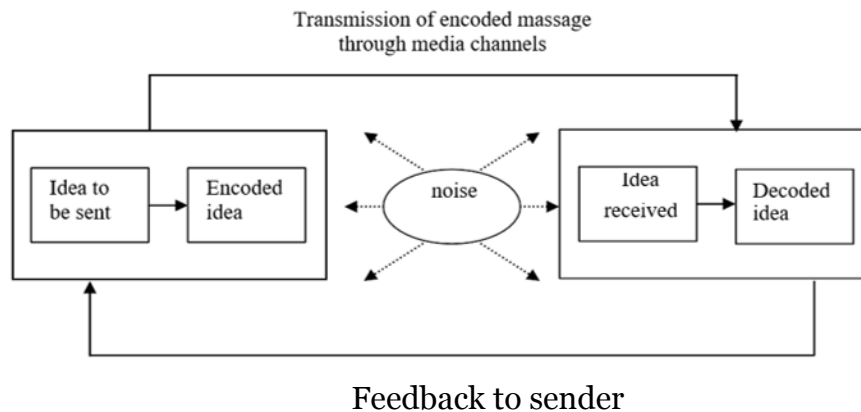 Transmission of encoded massage
through media channels
Idea to
be sent
Encoded
idea
noise
Idea
received
Decoded
idea
Feedback to sender